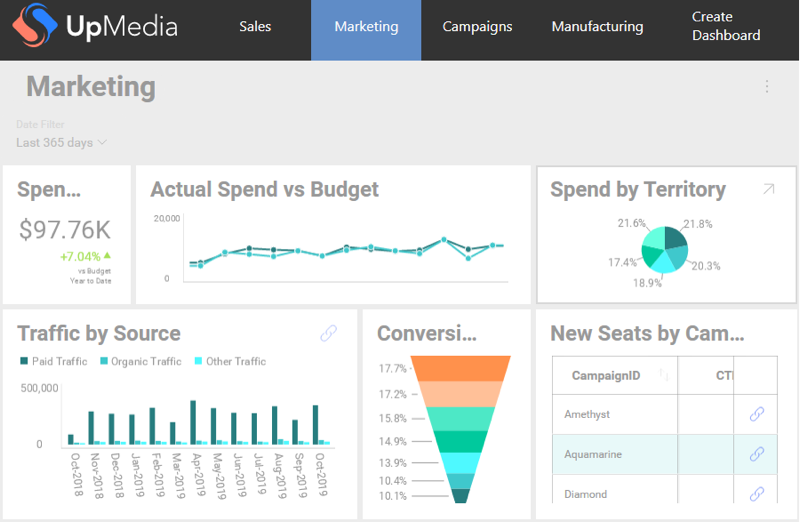 UpMedia
Sales
Marketing
Campaigns
Manufacturing
Create
Dashboard
Marketing
Date Filter
Last 365 days
Spen...
$97.76K
+7.04%
vs Budget
Year to Date
Actual Spend vs Budget
20,000
0
Spend by Territory
21.6%
21.8%
17.4%
20.3%
18.9%
Traffic by Source
Paid Traffic
Organic Traffic
Other Traffic
500,000
0
Oct-2018
Nov-2018
Dec-2018
Jan-2019
Feb-2019
Mar-2019
Apr-2019
May-2019
Jun-2019
Jul-2019
Aug-2019
Sep-2019
Oct-2019
Conversi...
17.7%
17.2%
15.8%
14.9%
13.9%
10.4%
10.1%
New Seats by Cam...
CampaignID
CTI
Amethyst
Aquamarine
Diamond